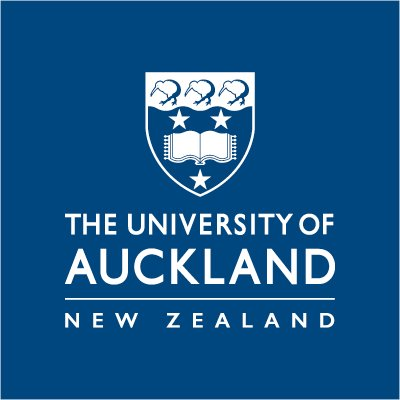 THE UNIVERSITY OF
AUCKLAND
NEW ZEALAND